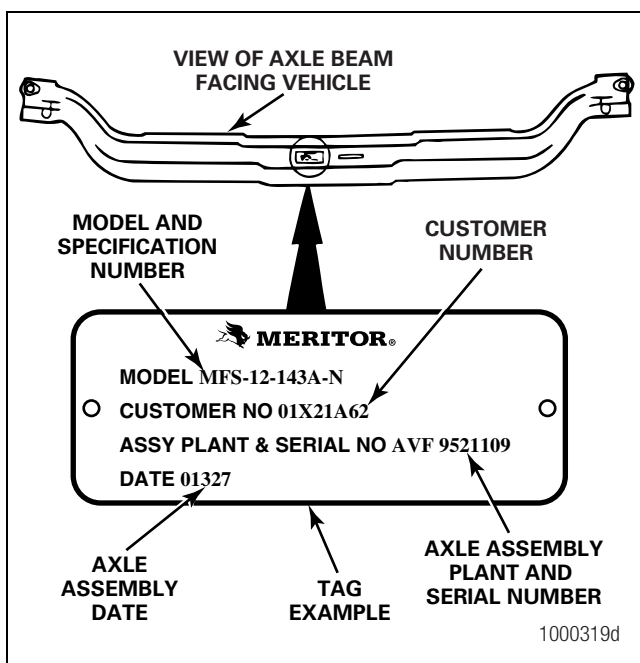 VIEW OF AXLE BEAM
FACING VEHICLE
MODEL AND
SPECIFICATION
NUMBER
CUSTOMER
NUMBER
MERITOR®
MODEL MFS-12-143A-N
CUSTOMER NO 01X21A62
ASSY PLANT & SERIAL NO AVF 9521109
DATE 01327
AXLE
ASSEMBLY
DATE
TAG
EXAMPLE
AXLE ASSEMBLY
PLANT AND
SERIAL NUMBER
1000319d